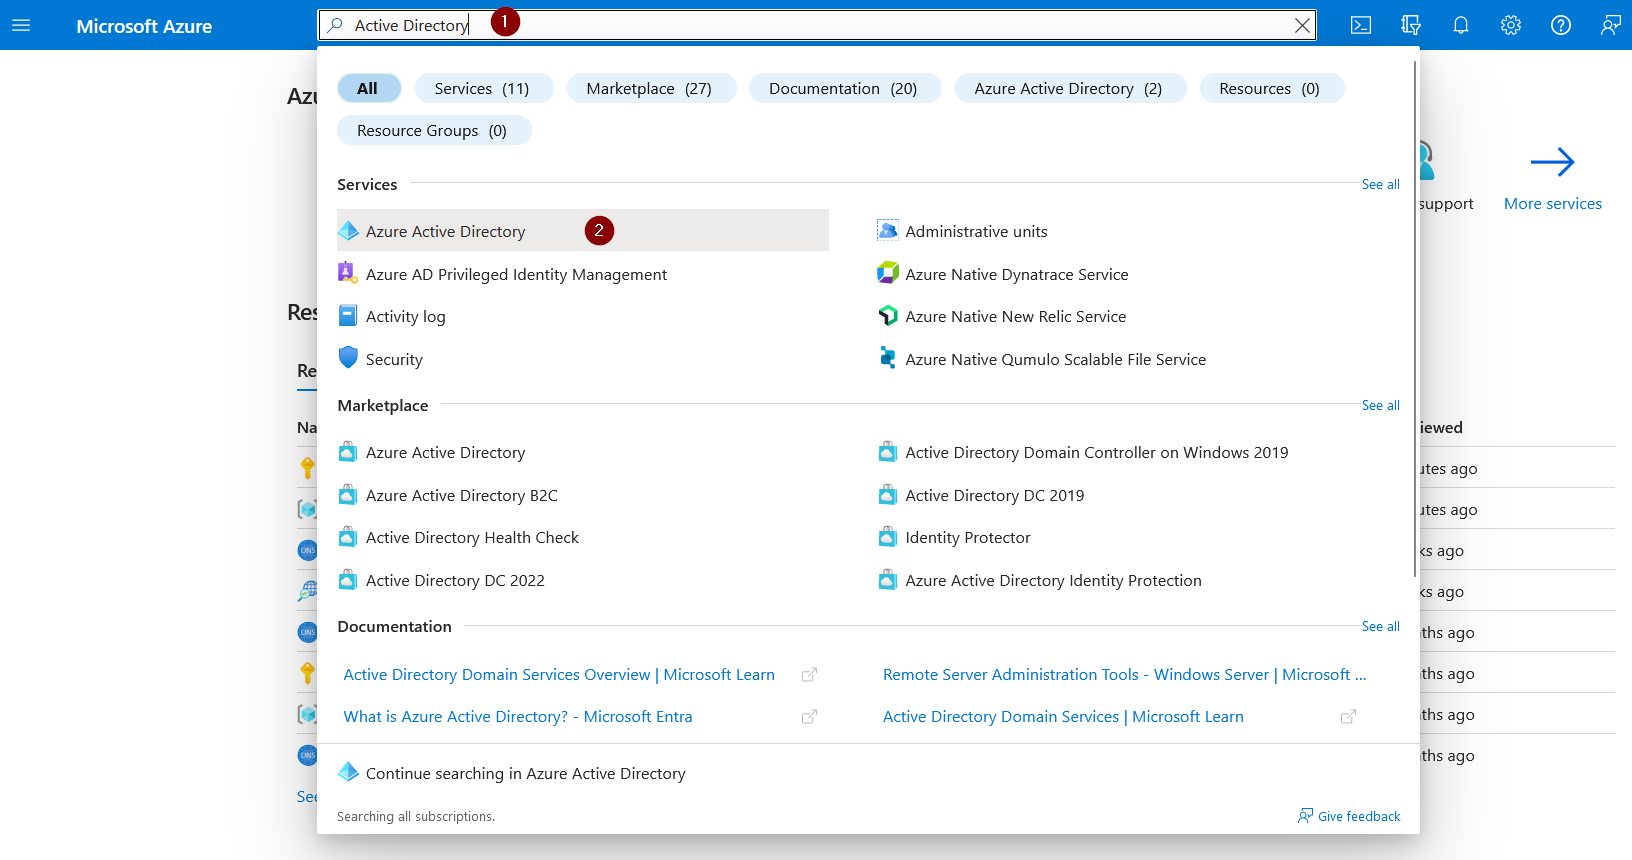 Microsoft Azure
Active Directory
1
All
Services (11)
Marketplace (27)
Documentation (20)
Azure Active Directory (2)
Resources (0)
Resource Groups (0)
Services
See all
Azure Active Directory
2
Administrative units
Azure AD Privileged Identity Management
Azure Native Dynatrace Service
Activity log
Azure Native New Relic Service
Security
Azure Native Qumulo Scalable File Service
Marketplace
See all
Azure Active Directory
Active Directory Domain Controller on Windows 2019
Azure Active Directory B2C
Active Directory DC 2019
Active Directory Health Check
Identity Protector
Active Directory DC 2022
Azure Active Directory Identity Protection
Documentation
See all
Active Directory Domain Services Overview | Microsoft Learn
Remote Server Administration Tools - Windows Server | Microsoft ...
What is Azure Active Directory? - Microsoft Entra
Active Directory Domain Services | Microsoft Learn
Continue searching in Azure Active Directory
Searching all subscriptions.
Give feedback
support
More services
Azu
Res
Re
Na
iewed
utes ago
utes ago
ks ago
ks ago
DNS
DNS
DNS
ths ago
ths ago
ths ago
ths ago
See